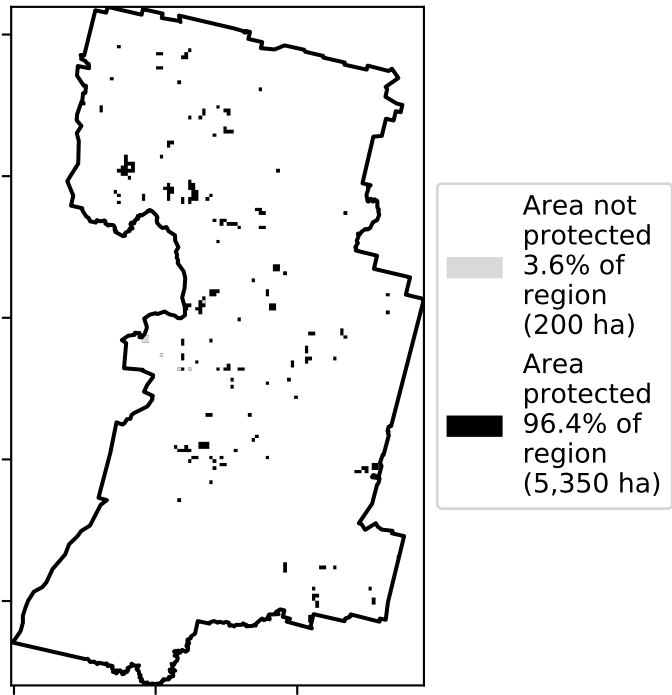 Area not
protected
3.6% of
region
(200 ha)
Area
protected
96.4% of
region
(5,350 ha)